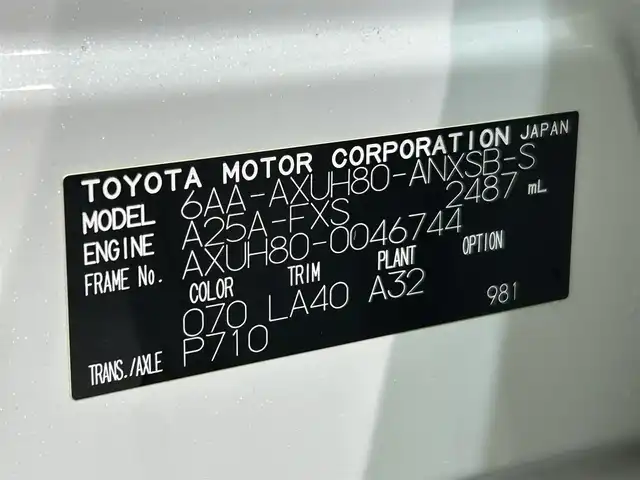 TOYOTA MOTOR CORPORATION JAPAN
MODEL 6AA-AXUH80-ANXSB-S
ENGINE A25A-FXS 2487 mL
FRAME No. AXUH80-0046744
COLOR TRIM PLANT OPTION
070 LA40 A32 981
TRANS./AXLE P710